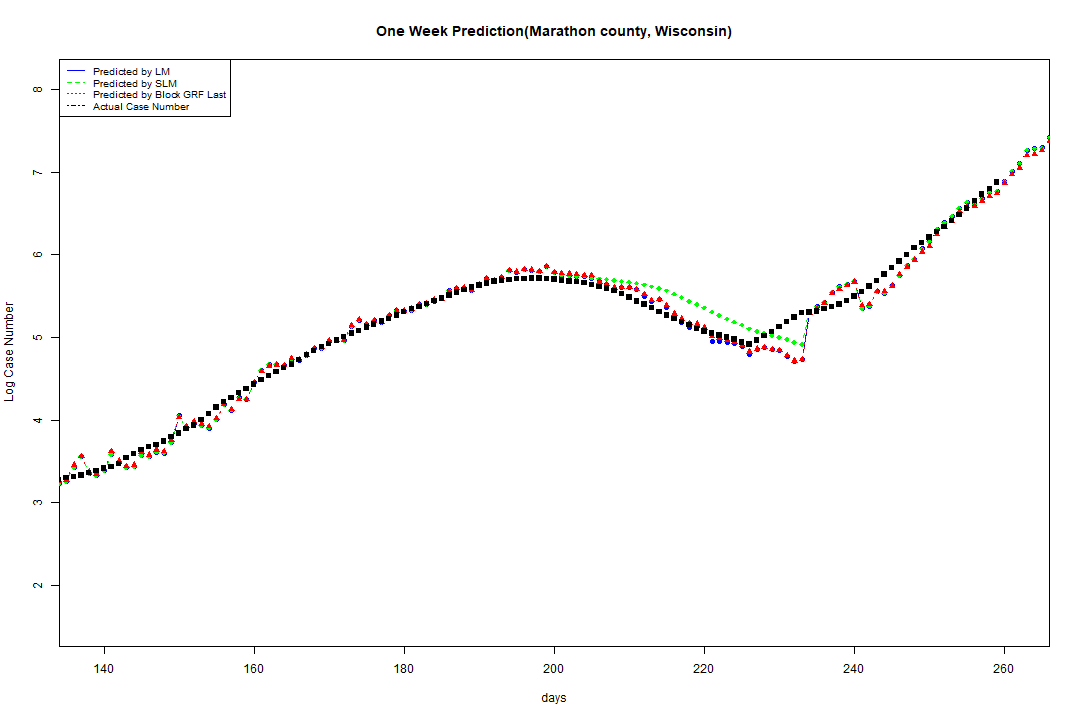 One Week Prediction(Marathon county, Wisconsin)
Predicted by LM
Predicted by SLM
Predicted by Block GRF Last
Actual Case Number
8
7
6
5
4
3
2
Log Case Number
140 160 180 200 220 240 260
days